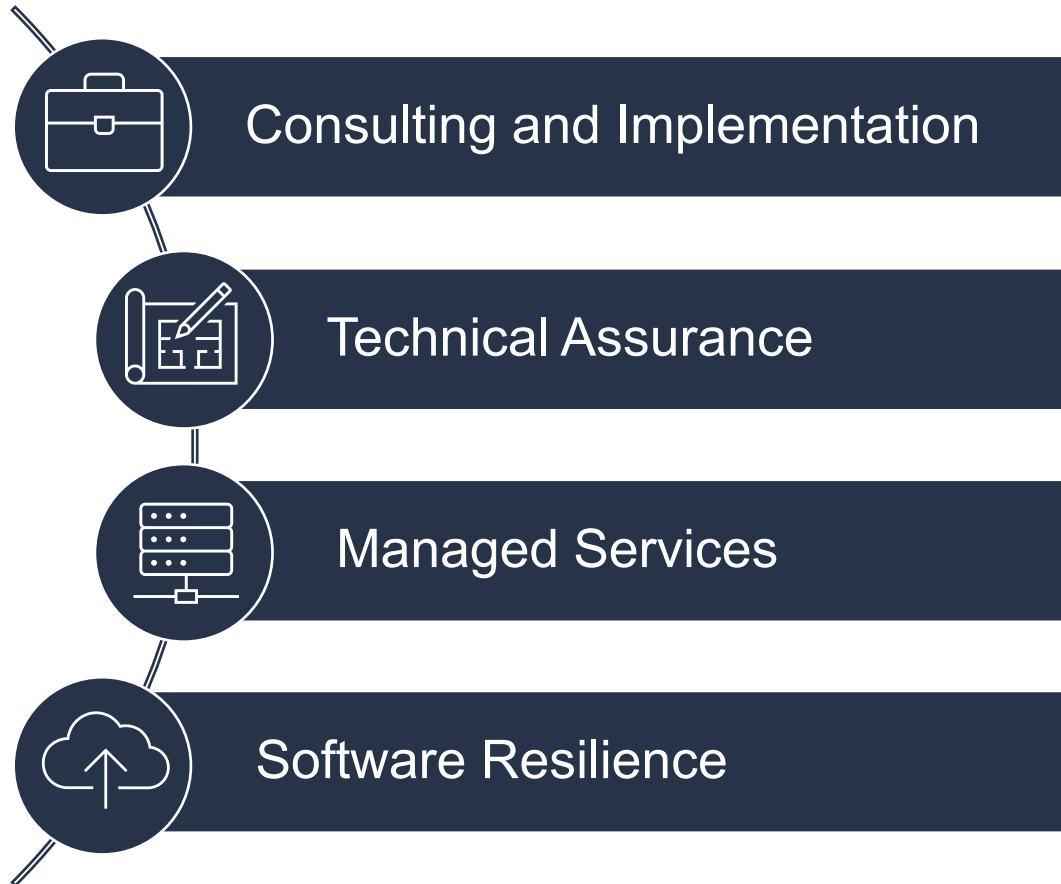 Consulting and Implementation
Technical Assurance
Managed Services
Software Resilience